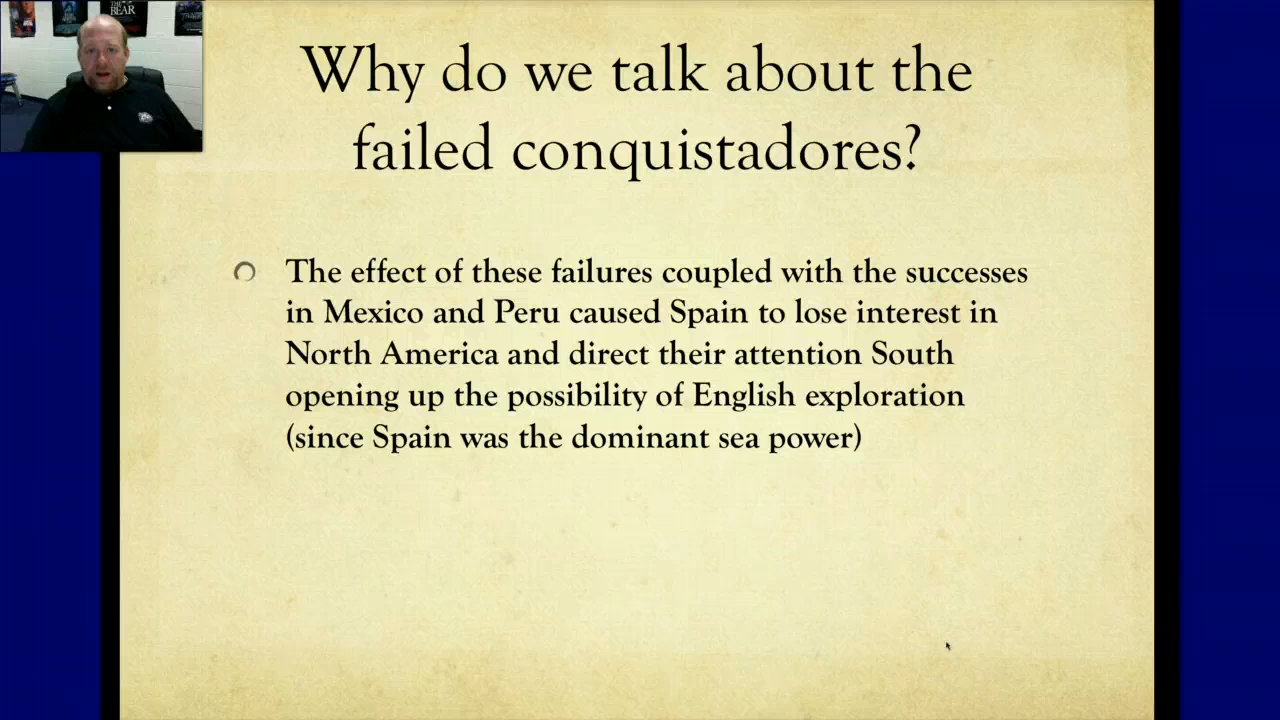 THE BEAR
Why do we talk about the
failed conquistadores?
The effect of these failures coupled with the successes
in Mexico and Peru caused Spain to lose interest in
North America and direct their attention South
opening up the possibility of English exploration
(since Spain was the dominant sea power)